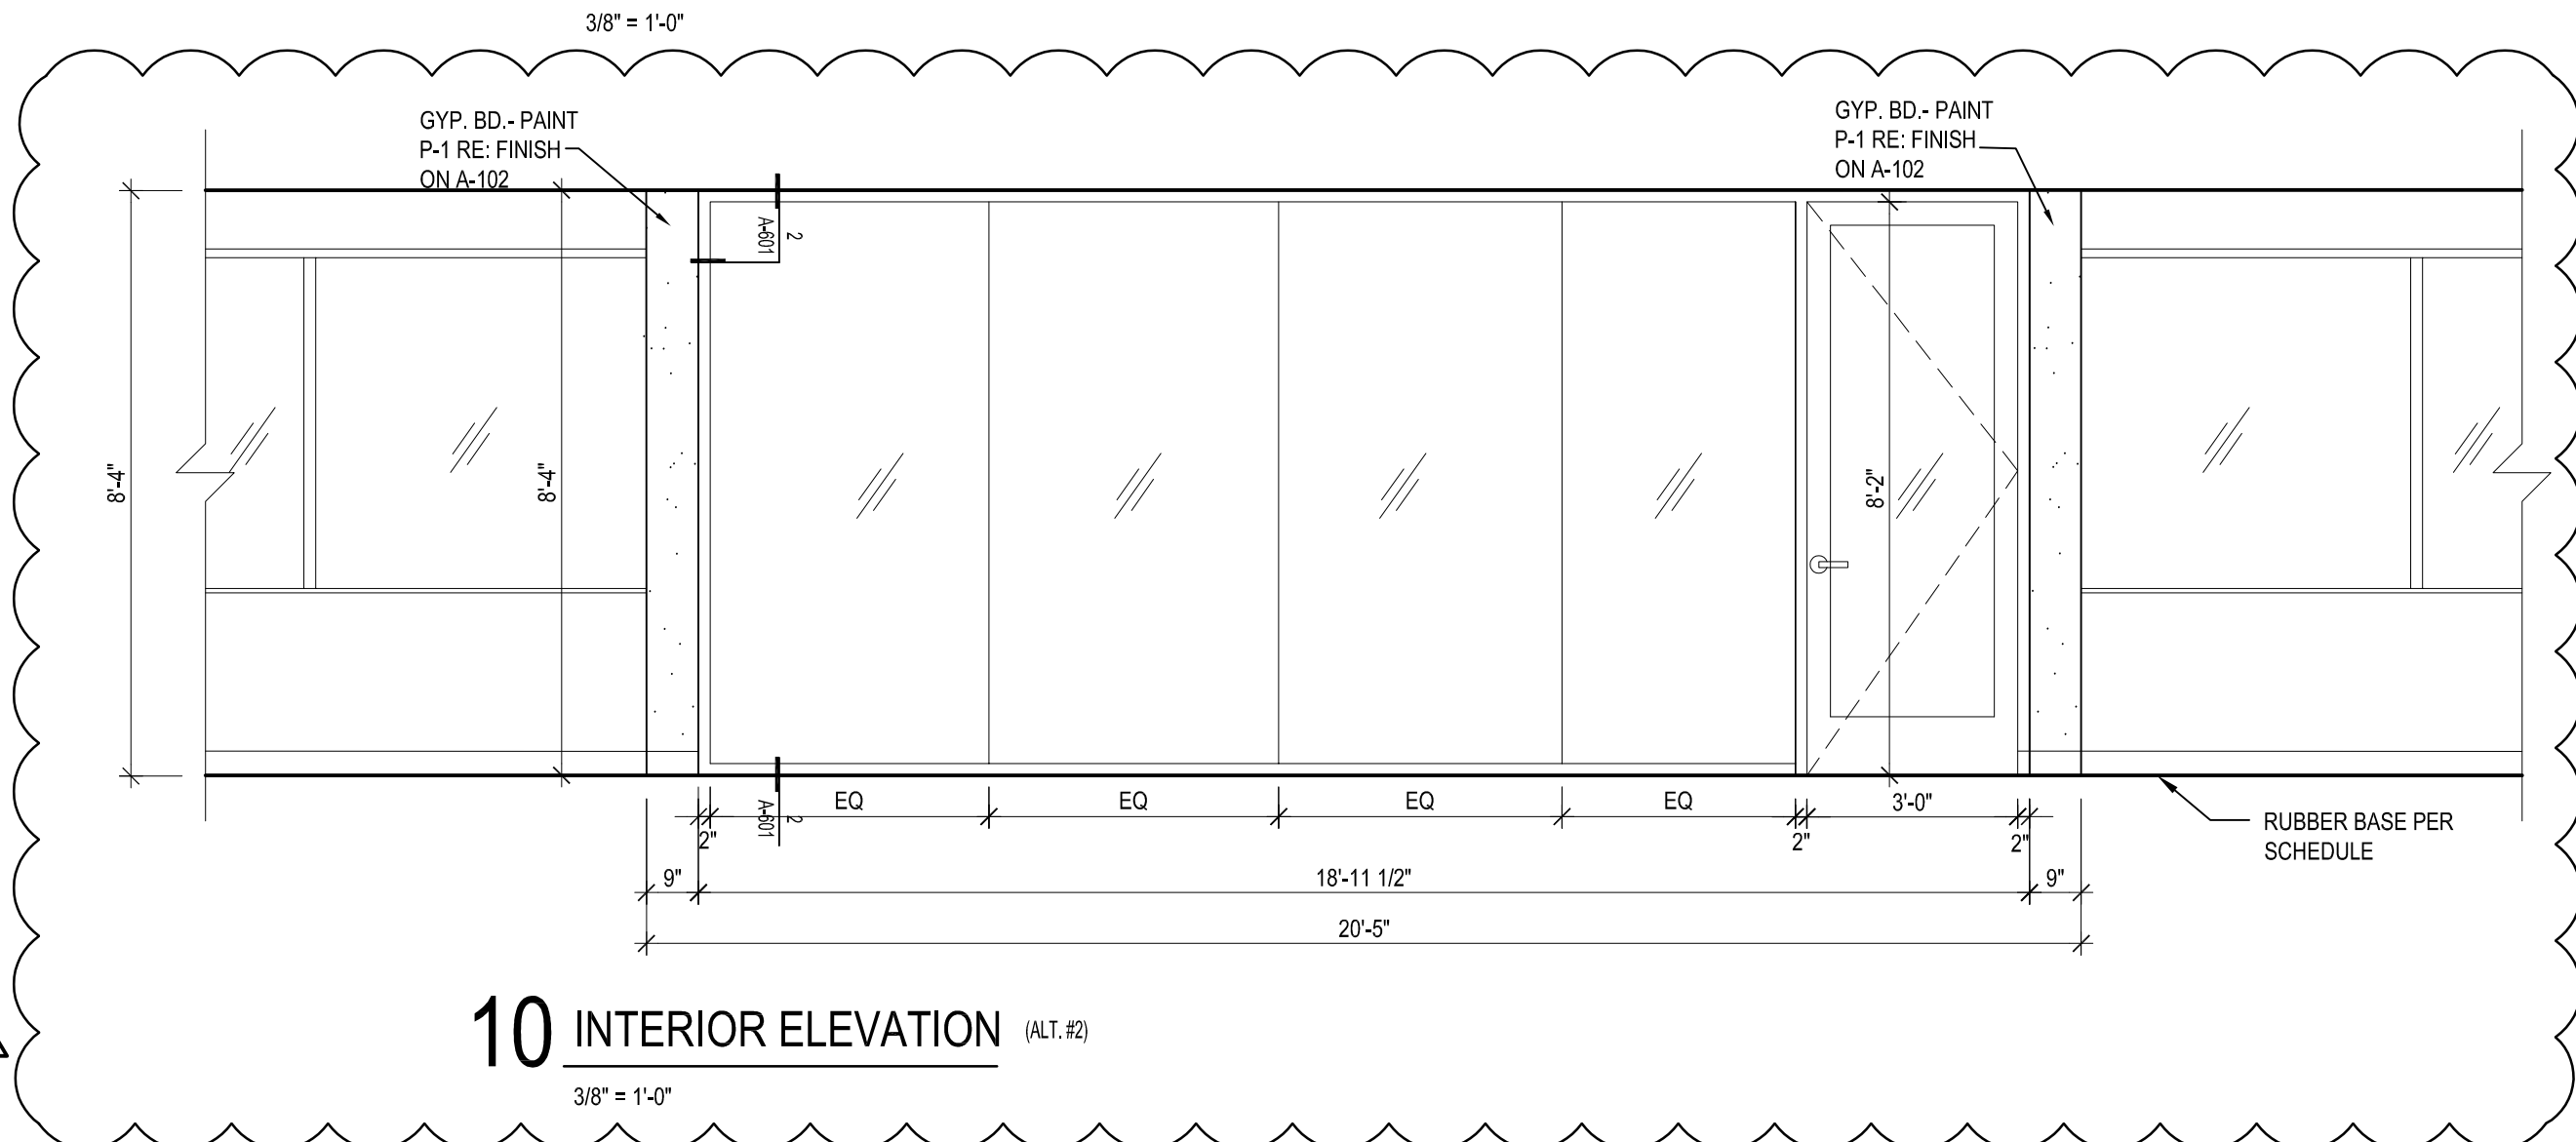 3/8" = 1'-0"
GYP. BD.- PAINT
P-1 RE: FINISH
ON A-102
GYP. BD.- PAINT
P-1 RE: FINISH
ON A-102
2
A-601
8'-4"
8'-4"
8'-2"
2
A-601
EQ
EQ
EQ
EQ
3'-0"
2"
2"
2"
RUBBER BASE PER
SCHEDULE
9"
18'-11 1/2"
9"
20'-5"
10 INTERIOR ELEVATION (ALT. #2)
3/8" = 1'-0"